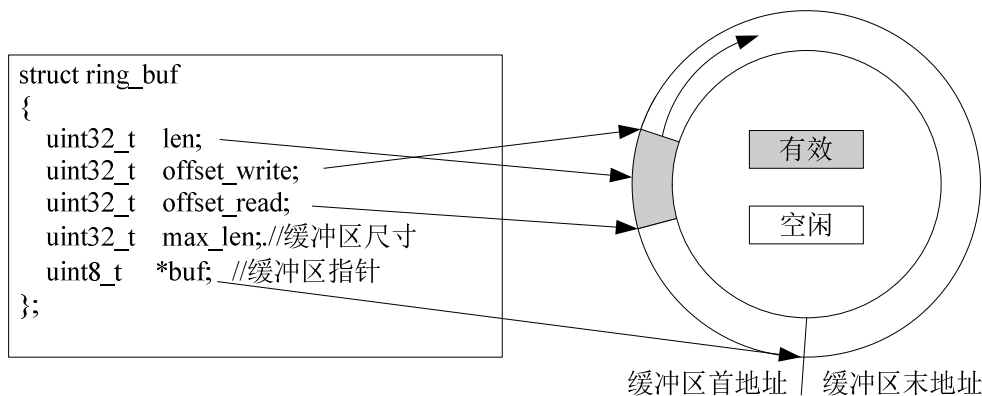 struct ring_buf
{
uint32_t len;
uint32_t offset_write;
uint32_t offset_read;
uint32_t max_len;.//缓冲区尺寸
uint8_t *buf; //缓冲区指针
};
有效
空闲
缓冲区首地址
缓冲区末地址